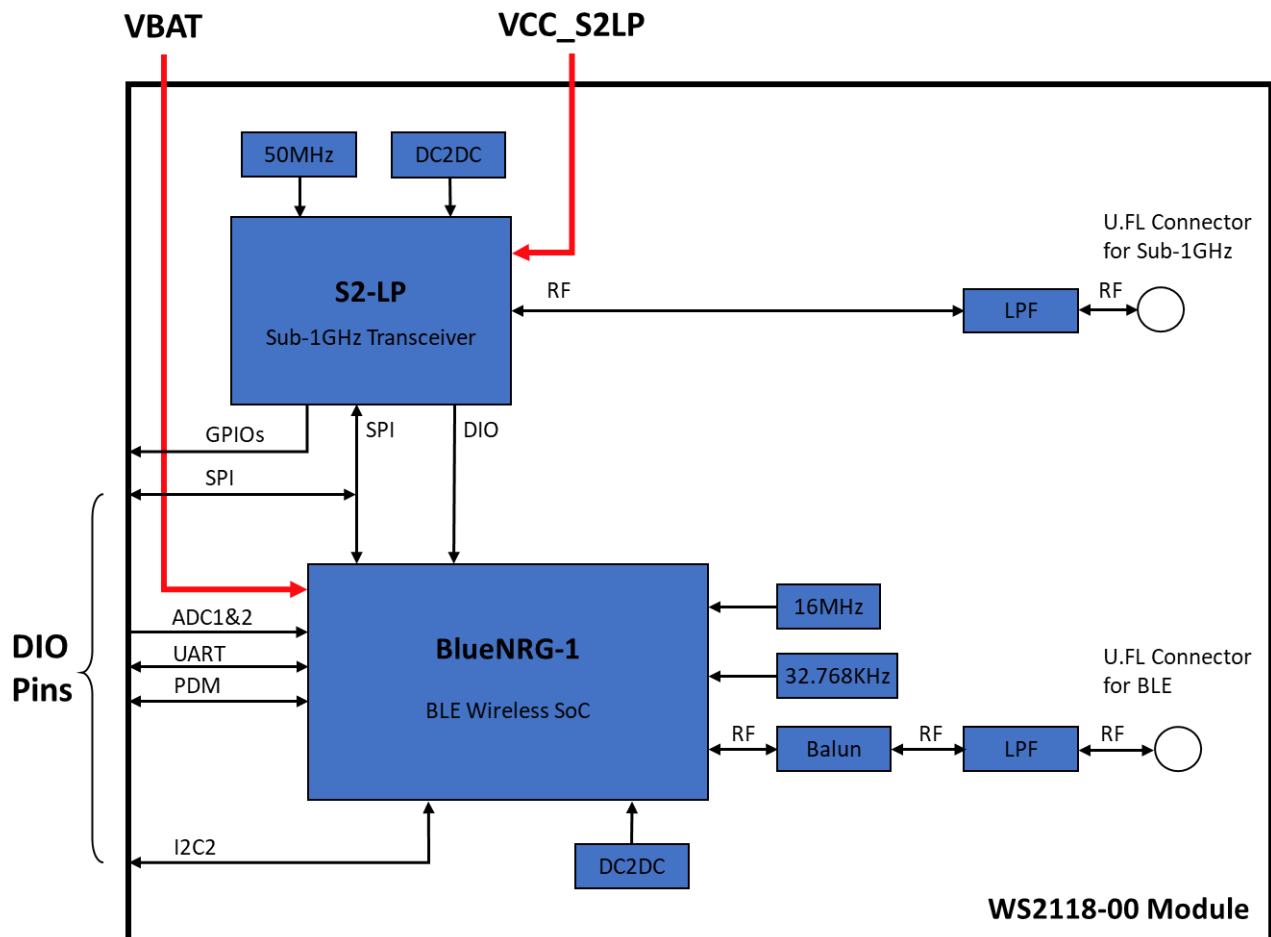 VBAT
VCC_S2LP
50MHz
DC2DC
U.FL Connector
for Sub-1GHz
S2-LP
Sub-1GHz Transceiver
RF
LPF
RF
GPIOs
SPI
DIO
SPI
DIO
Pins
ADC1&2
UART
PDM
BlueNRG-1
BLE Wireless SoC
16MHz
32.768KHz
U.FL Connector
for BLE
RF
Balun
RF
LPF
RF
I2C2
DC2DC
WS2118-00 Module